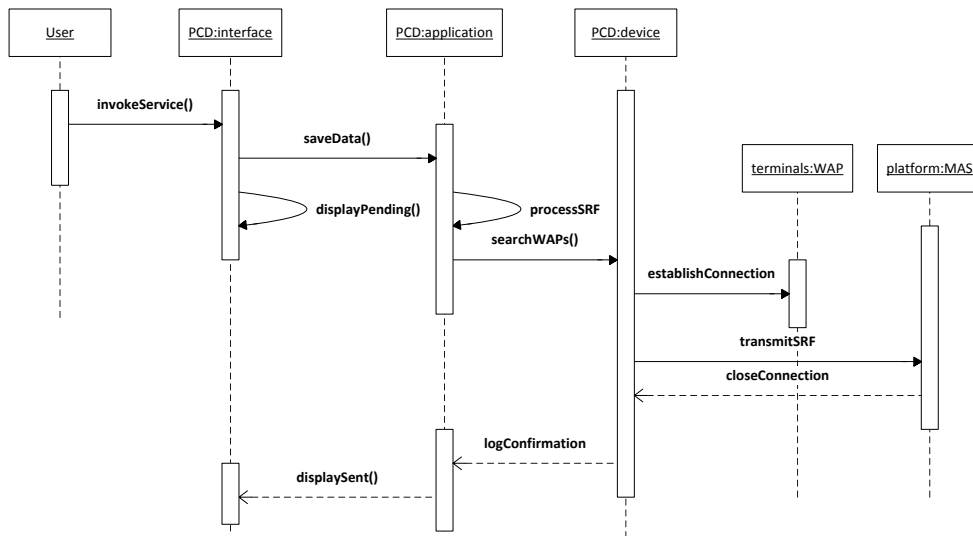 User
PCD:interface
PCD:application
PCD:device
invokeService()
saveData()
terminals:WAP
platform:MAS
displayPending()
processSRF
searchWAPs()
establishConnection
transmitSRF
closeConnection
logConfirmation
displaySent()